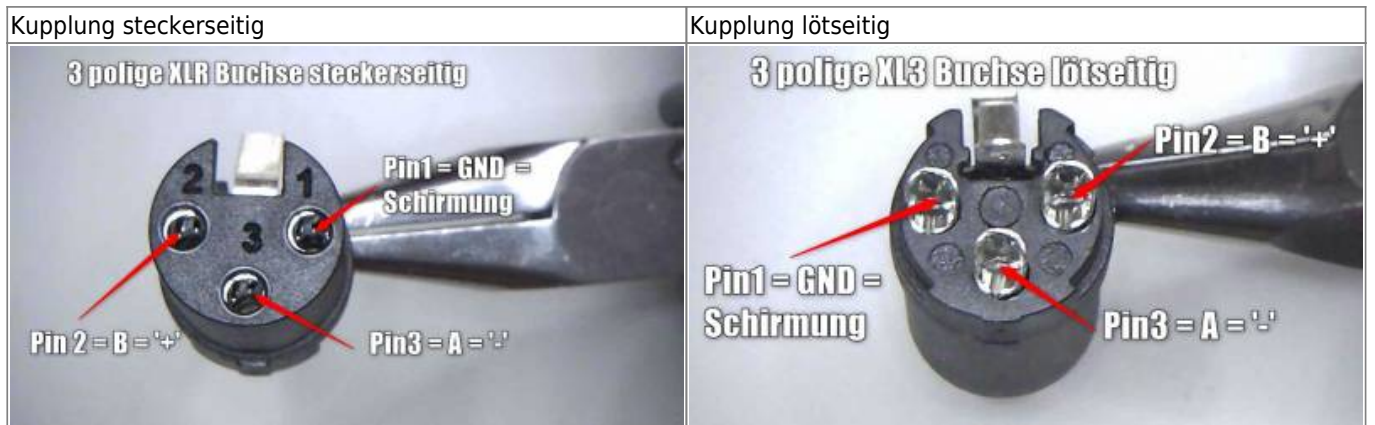 Kupplung steckerseitig
Kupplung lötseitig
3 polige XLR Buchse steckerseitig
2
1
Pin1 = GND =
Schirmung
3
Pin 2 = B = '+'
Pin3 = A = '-'
3 polige XL3 Buchse lötseitig
Pin2 = B = '+'
Pin1 = GND =
Schirmung
Pin3 = A = '-'